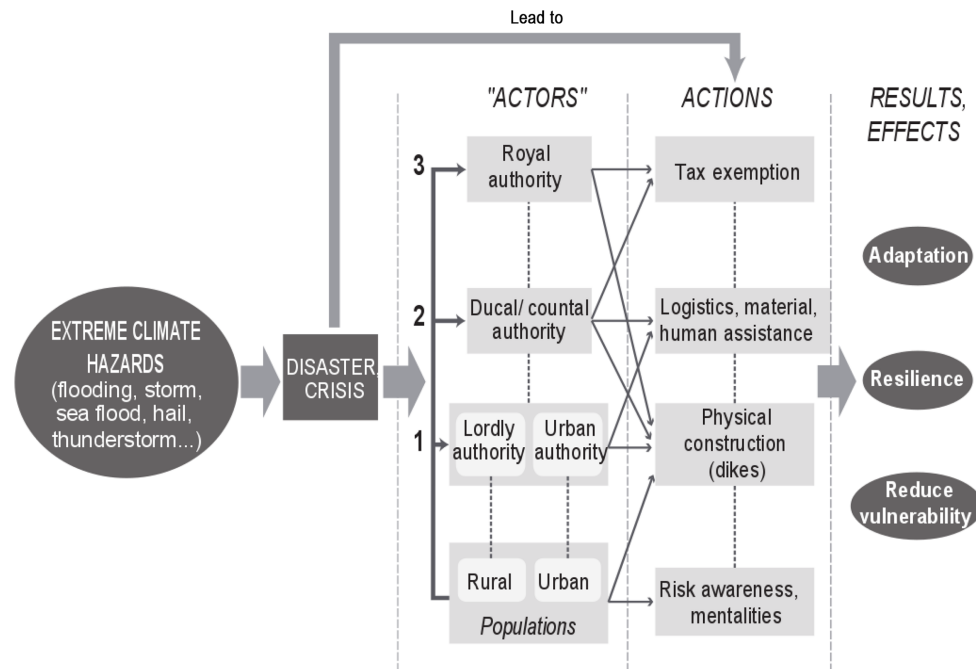 Lead to
"ACTORS"
ACTIONS
RESULTS,
EFFECTS
EXTREME CLIMATE
HAZARDS
(flooding, storm,
sea flood, hail,
thunderstorm...)
DISASTER,
CRISIS
3
Royal
authority
2
Ducal/ countal
authority
1
Lordly
authority
Urban
authority
Rural
Urban
Populations
Tax exemption
Logistics, material,
human assistance
Physical
construction
(dikes)
Risk awareness,
mentalities
Adaptation
Resilience
Reduce
vulnerability